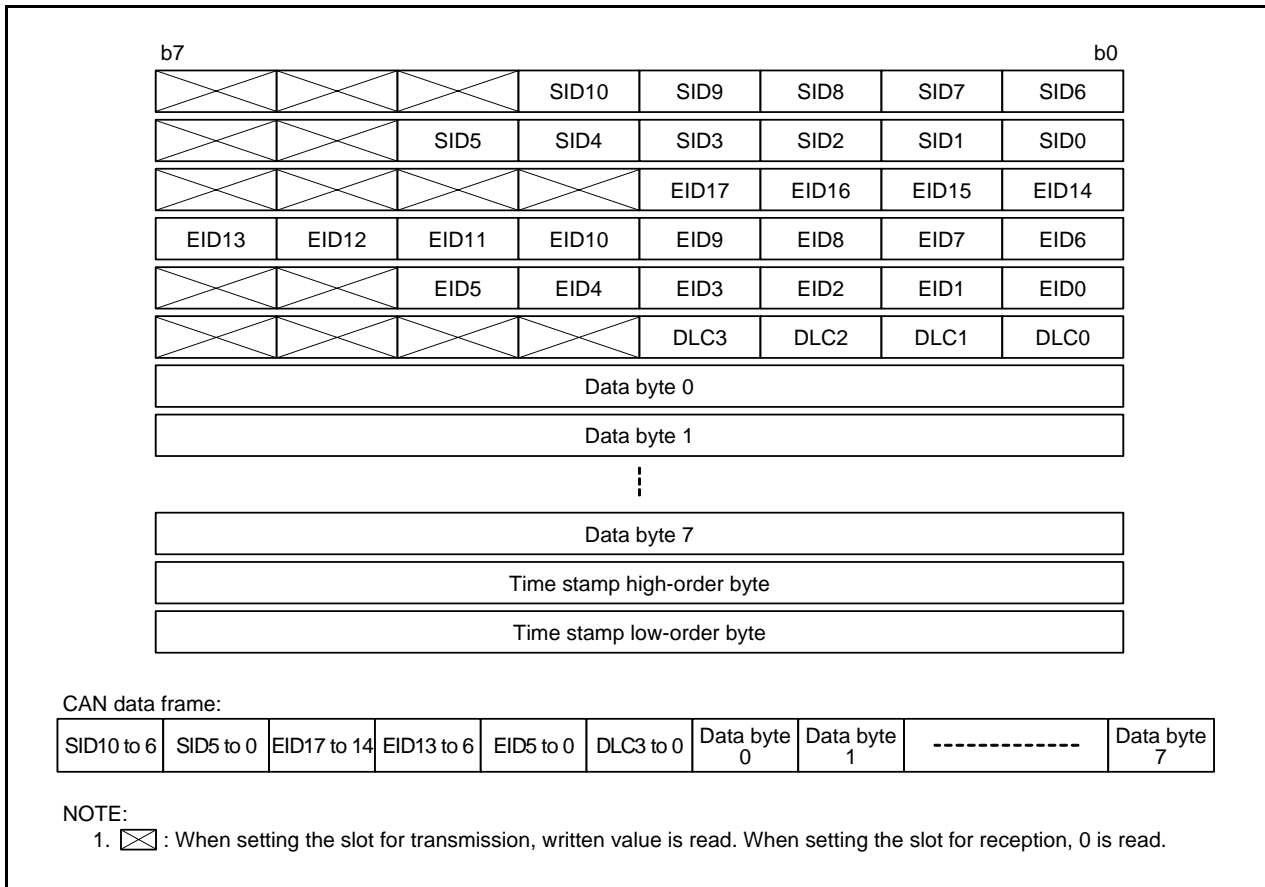 b7 b0
SID10 SID9 SID8 SID7 SID6
SID5 SID4 SID3 SID2 SID1 SID0
EID17 EID16 EID15 EID14
EID13 EID12 EID11 EID10 EID9 EID8 EID7 EID6
EID5 EID4 EID3 EID2 EID1 EID0
DLC3 DLC2 DLC1 DLC0
Data byte 0
Data byte 1
Data byte 7
Time stamp high-order byte
Time stamp low-order byte
CAN data frame:
SID10 to 6 SID5 to 0 EID17 to 14 EID13 to 6 EID5 to 0 DLC3 to 0 Data byte 0 Data byte 1 Data byte 7
NOTE:
1. : When setting the slot for transmission, written value is read. When setting the slot for reception, 0 is read.